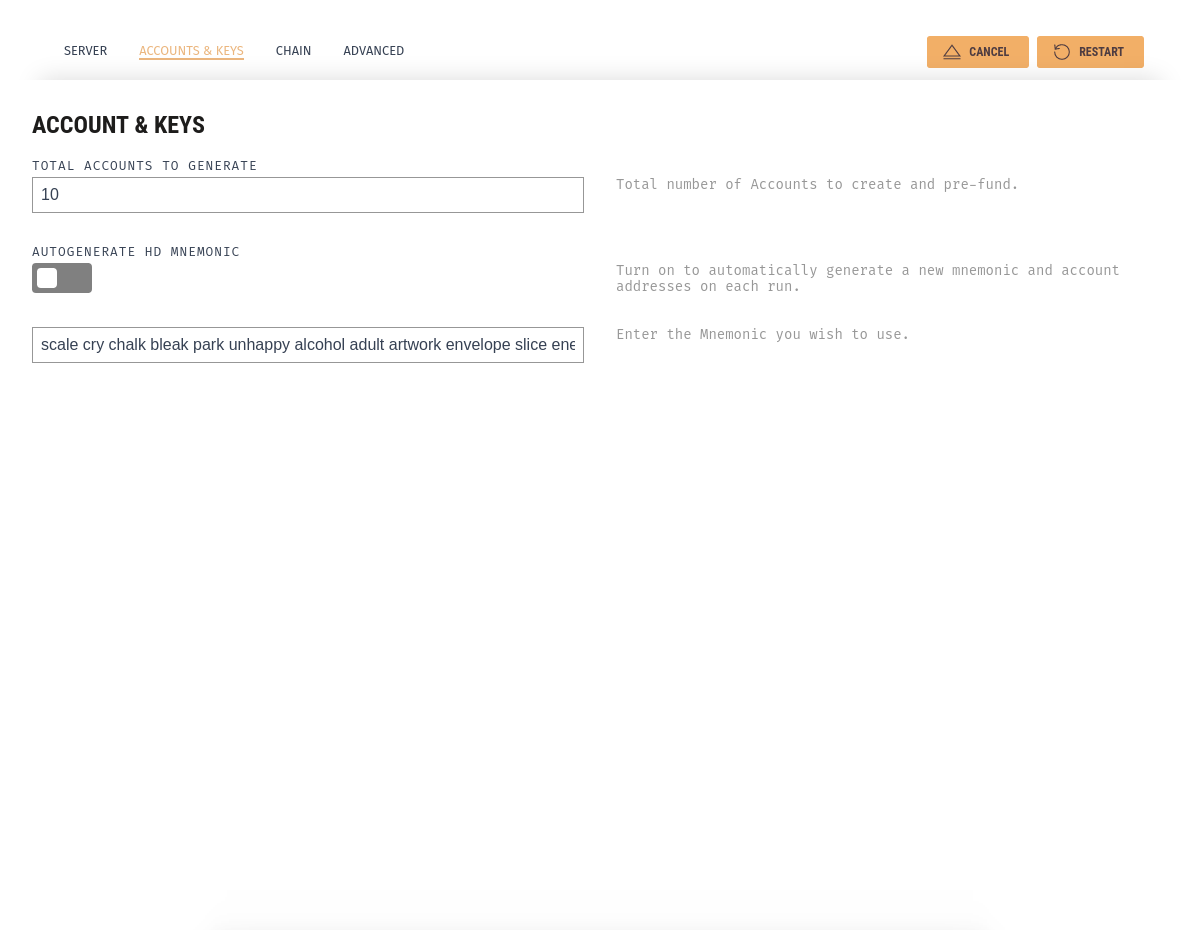 SERVER ACCOUNTS & KEYS CHAIN ADVANCED CANCEL RESTART
ACCOUNT & KEYS
TOTAL ACCOUNTS TO GENERATE
10
Total number of Accounts to create and pre-fund.
AUTOGENERATE HD MNEMONIC
Turn on to automatically generate a new mnemonic and account
addresses on each run.
scale cry chalk bleak park unhappy alcohol adult artwork envelope slice
Enter the Mnemonic you wish to use.